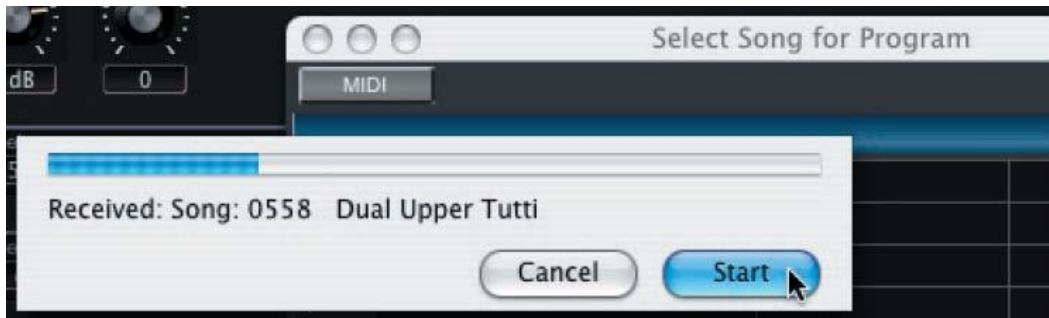 Select Song for Program
dB
0
MIDI
Received: Song: 0558 Dual Upper Tutti
Cancel
Start